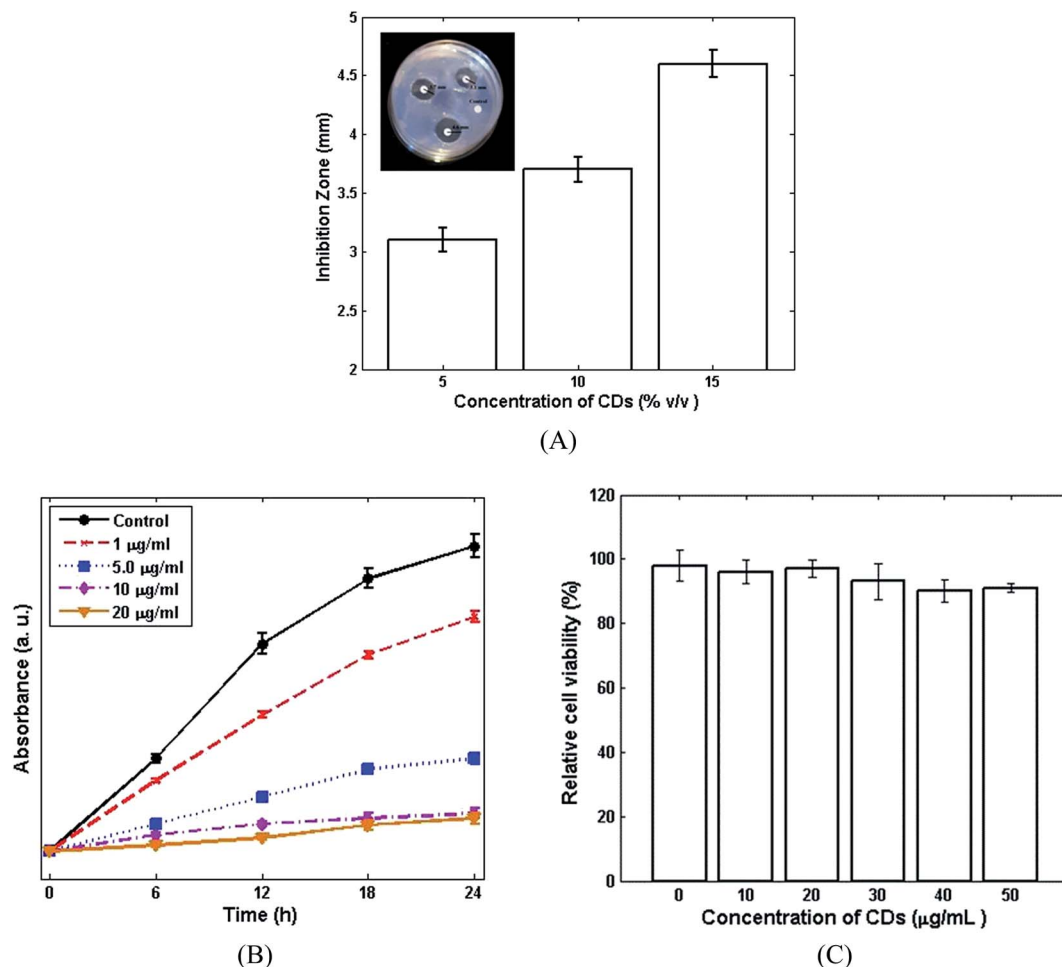 5
4.5
4
3.5
3
2.5
2
Inhibition Zone (mm)
Control
5 10 15
Concentration of CDs (% v/v )
(A)
Control
1 µg/ml
5.0 µg/ml
10 µg/ml
20 µg/ml
Absorbance (a. u.)
0 6 12 18 24
Time (h)
(B)
120
100
80
60
40
20
0
Relative cell viability (%)
0 10 20 30 40 50
Concentration of CDs (µg/mL )
(C)